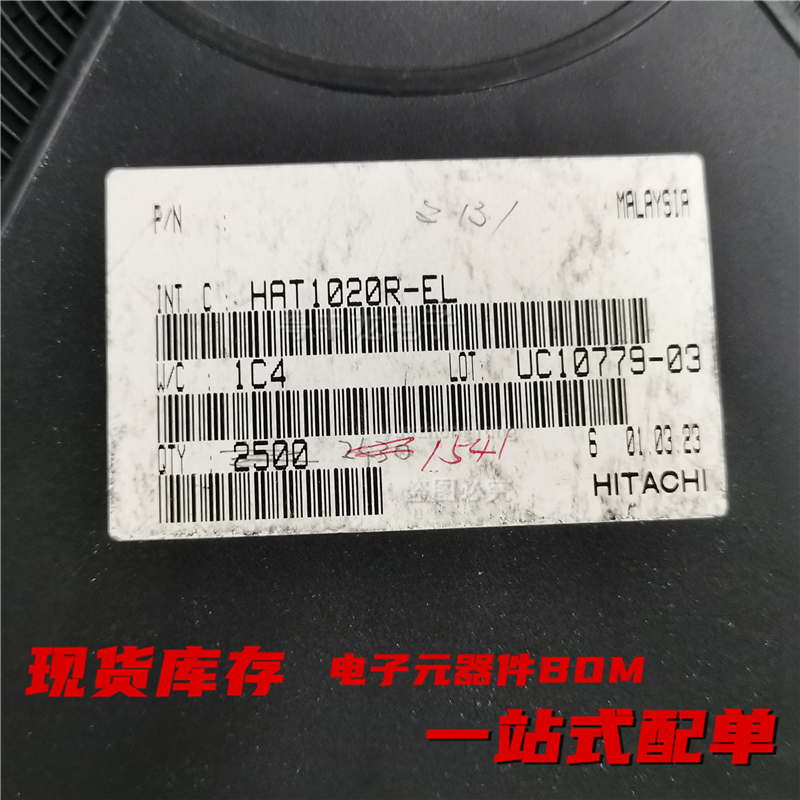 P/N : 2131 MALAYSIA
INT. C : HAT1020R-EL
W/C : 1C4 LOT: UC10779-03
QTY : 2500 1541 6 01.03.23
HITACHI
现货库存 电子元器件BOM
一站式配单